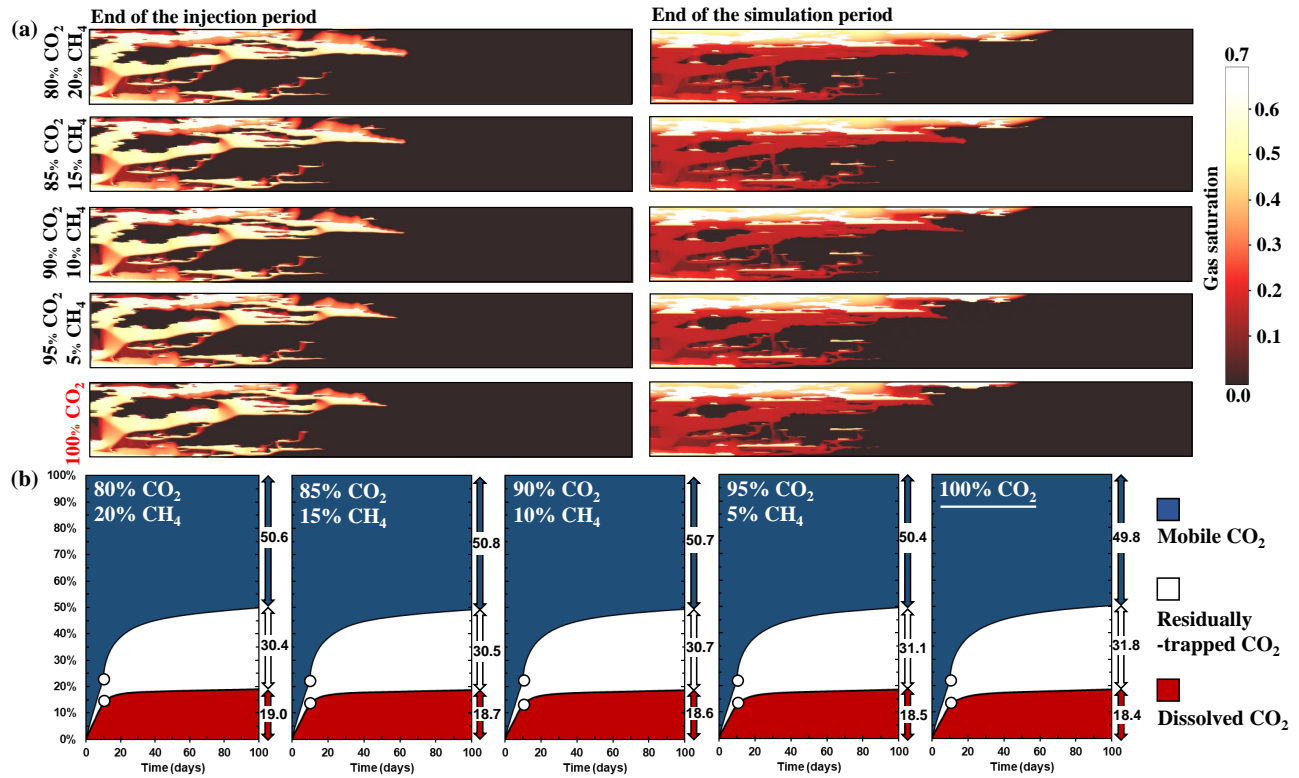 End of the injection period
End of the simulation period
(a)
80% CO₂
20% CH₄
85% CO₂
15% CH₄
90% CO₂
10% CH₄
95% CO₂
5% CH₄
100% CO₂
0.7
0.6
0.5
0.4
0.3
0.2
0.1
0.0
Gas saturation
(b)
100%
90%
80%
70%
60%
50%
40%
30%
20%
10%
0%
80% CO₂
20% CH₄
50.6
30.4
19.0
0 20 40 60 80 100
Time (days)
85% CO₂
15% CH₄
50.8
30.5
18.7
0 20 40 60 80 100
Time (days)
90% CO₂
10% CH₄
50.7
30.7
18.6
0 20 40 60 80 100
Time (days)
95% CO₂
5% CH₄
50.4
31.1
18.5
0 20 40 60 80 100
Time (days)
100% CO₂
49.8
31.8
18.4
0 20 40 60 80 100
Time (days)
Mobile CO₂
Residually
-trapped CO₂
Dissolved CO₂